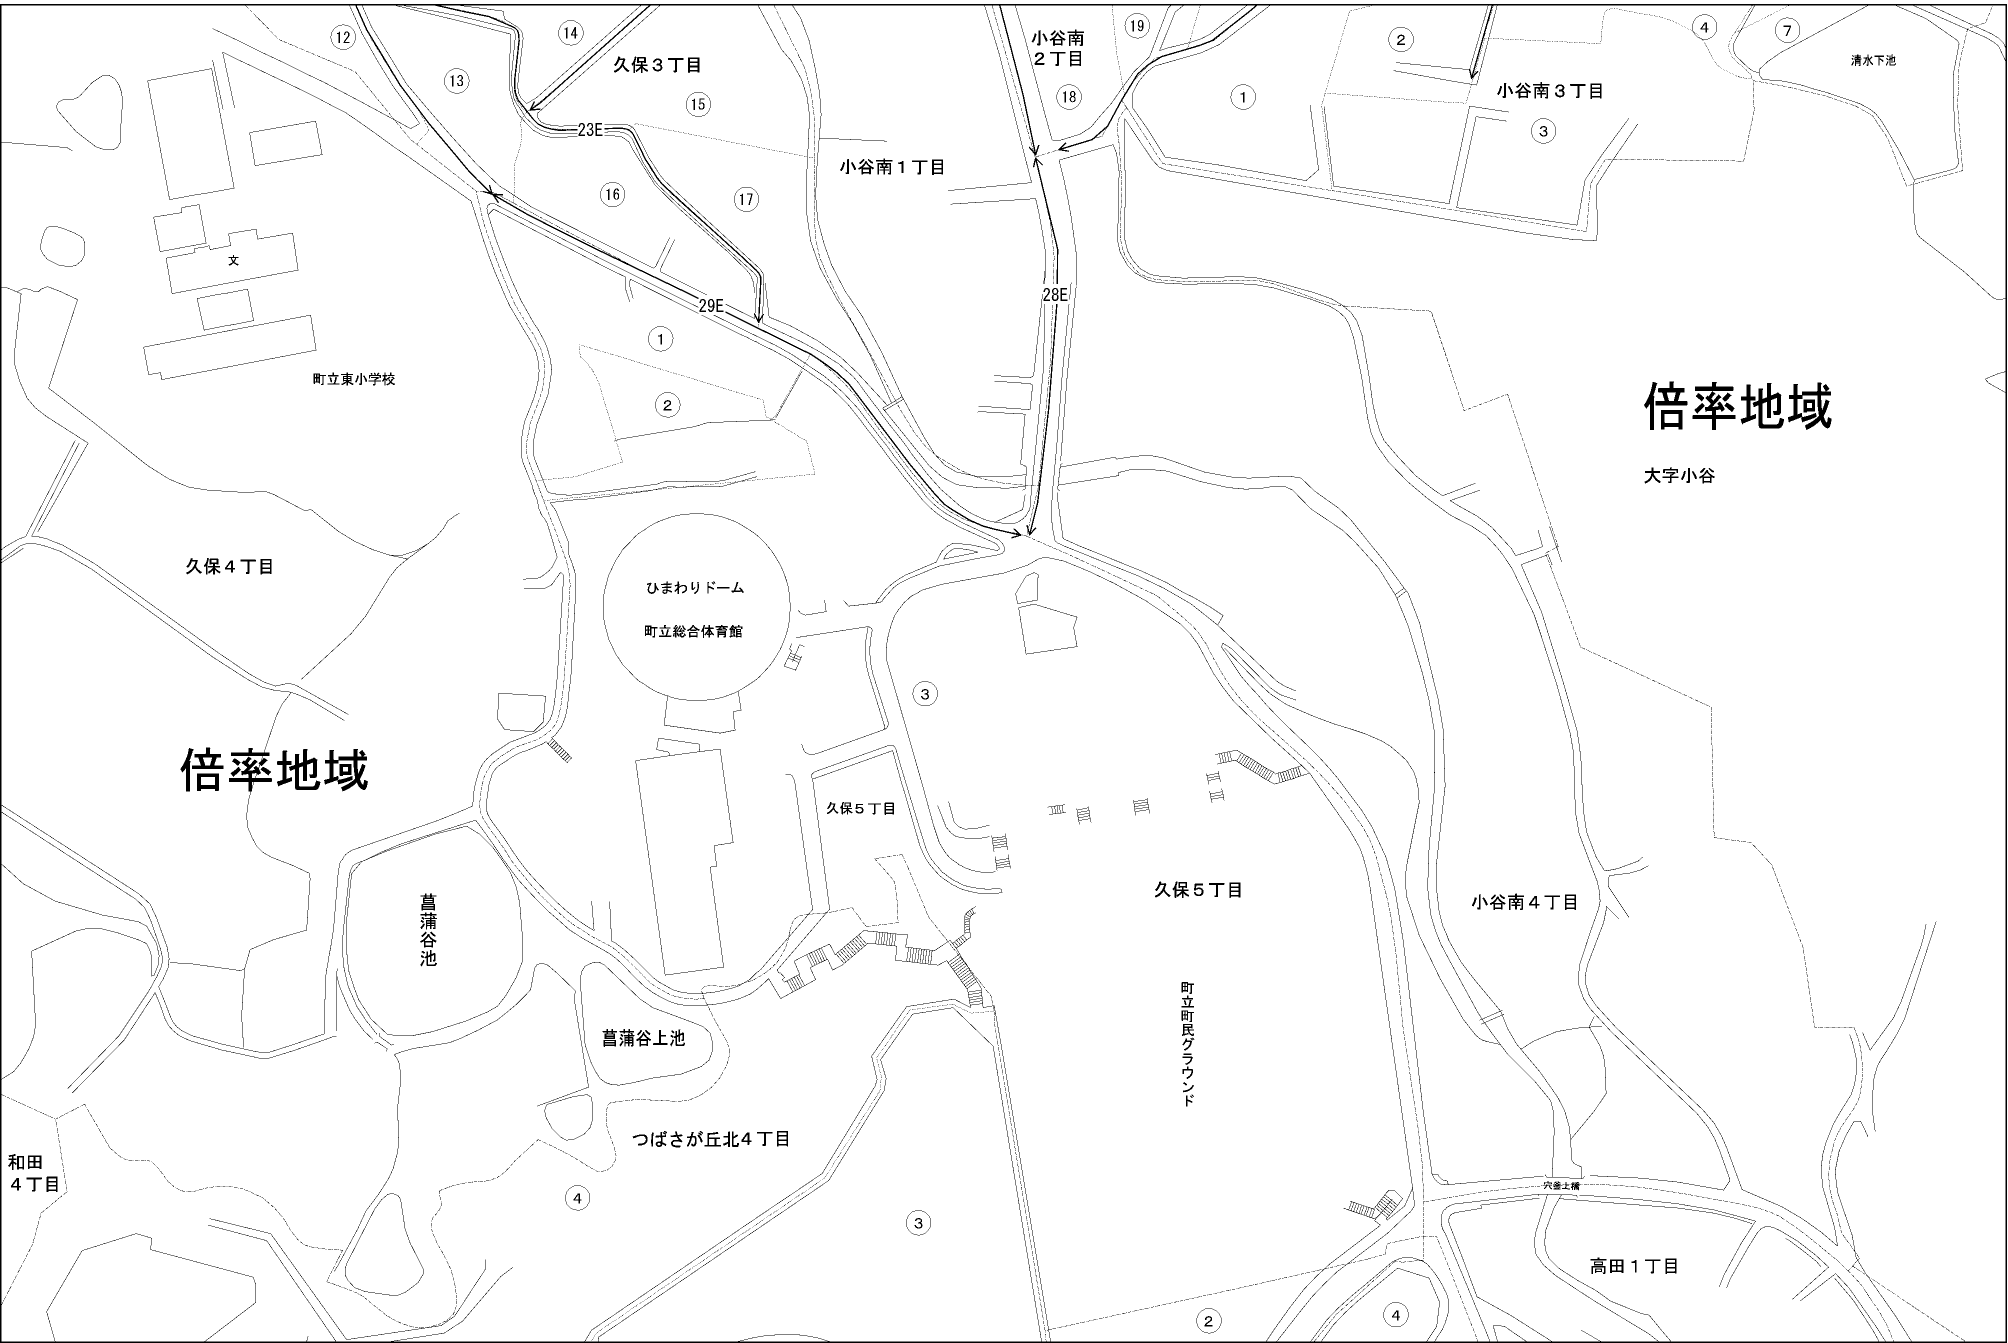 ⑫
⑭
久保３丁目
小谷南
２丁目
⑲
②
④
⑦
清水下池
⑬
⑮
⑱
①
小谷南３丁目
③
23E
小谷南１丁目
⑯
⑰
文
29E
28E
①
町立東小学校
②
倍率地域
大字小谷
久保４丁目
ひまわりドーム
町立総合体育館
③
倍率地域
久保５丁目
久保５丁目
小谷南４丁目
菖蒲谷池
菖蒲谷上池
町立町民グラウンド
つばさが丘北４丁目
和田
４丁目
④
穴釜上橋
③
高田１丁目
②
④